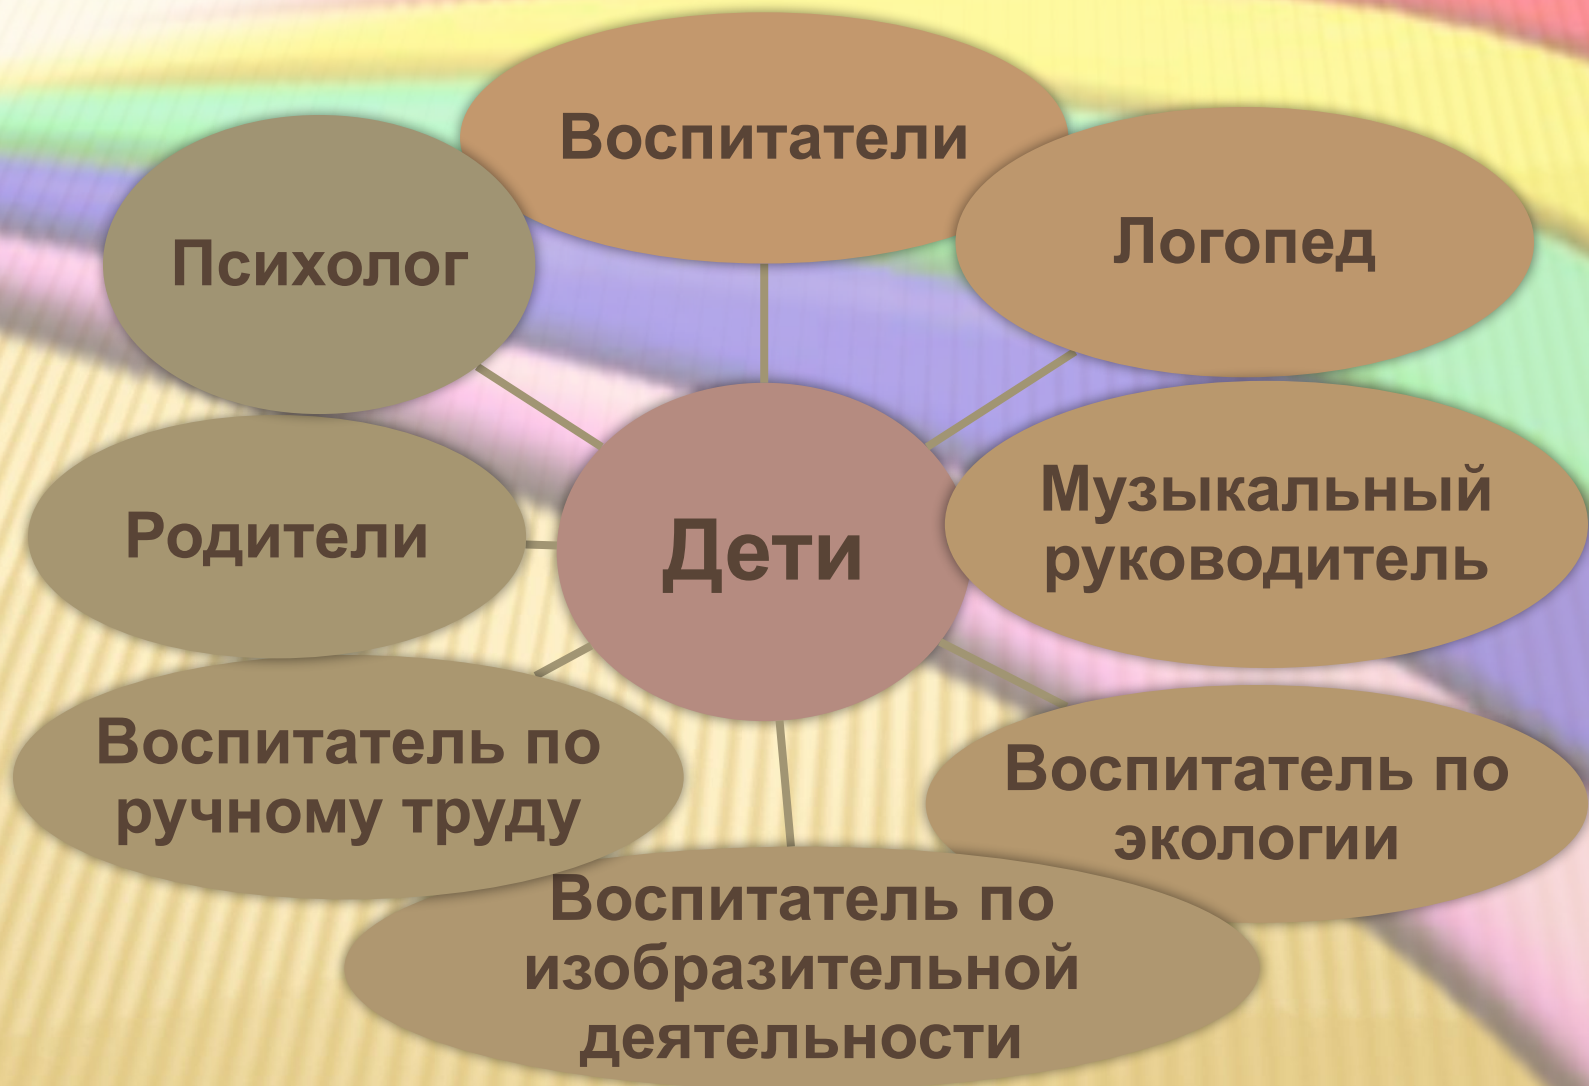 Воспитатели
Логопед
Психолог
Музыкальный
руководитель
Дети
Родители
Воспитатель по
ручному труду
Воспитатель по
экологии
Воспитатель по
изобразительной
деятельности